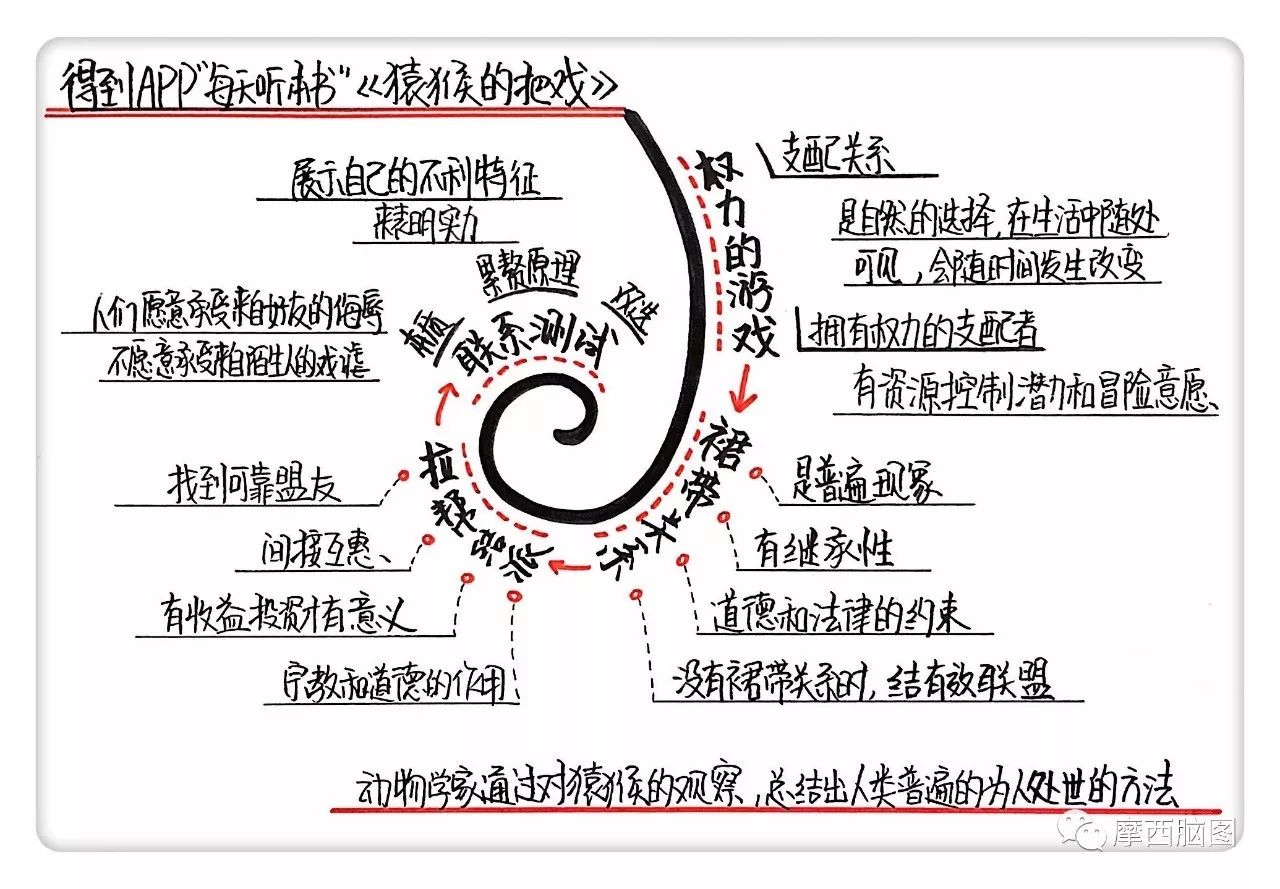 得到APP"每天听本书"《猿猴的把戏》
权力的游戏
支配关系
是自然的选择,在生活中随处
可见,会随时间发生改变
拥有权力的支配者
有资源控制潜力和冒险意愿、
裙带关系
是普遍现象
有继承性
道德和法律的约束
没有裙带关系时,结有效联盟
拉帮结派
宗教和道德的作用
有收益投资才有意义
间接互惠、
找到可靠盟友
联系测试
本质
人们愿意承受来自好友的侮辱
不愿意承受来自陌生人的戏谑
累赘原理
展示自己的不利特征
来表明实力
动物学家通过对猿猴的观察,总结出人类普遍的为人处世的方法
摩西脑图